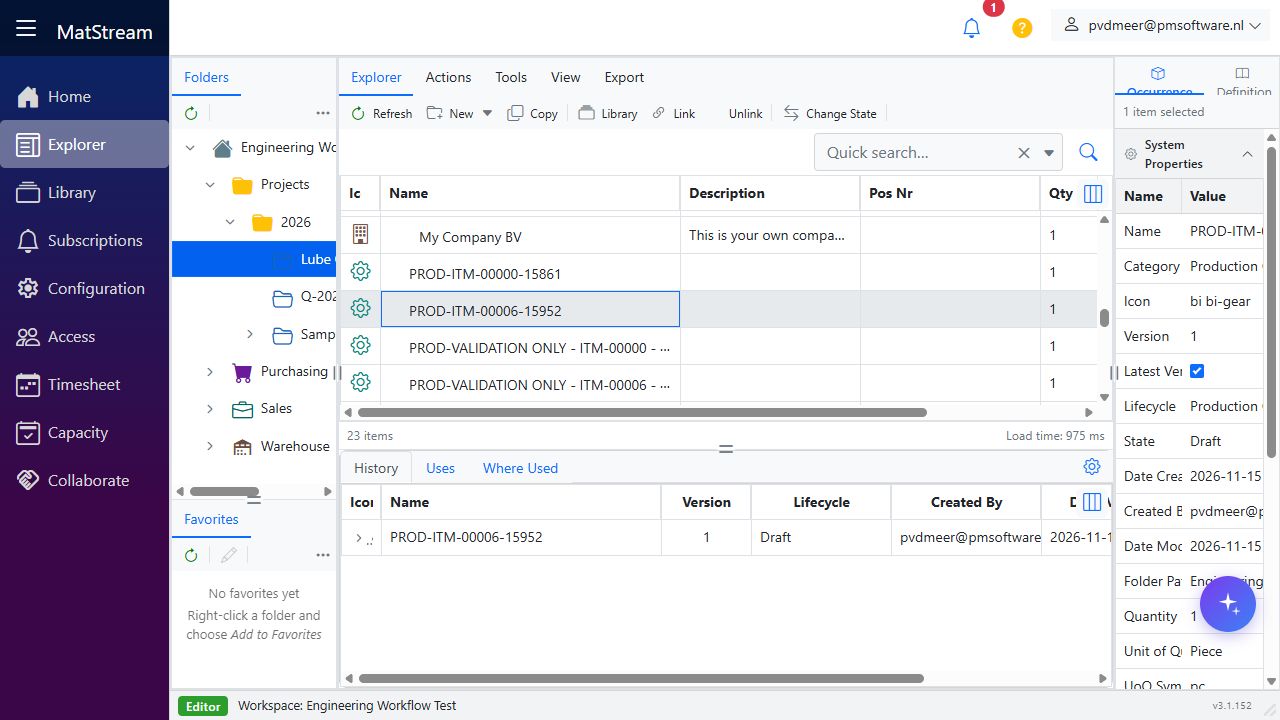 MatStream
1
?
pvdmeer@pmsoftware.nl
Home
Explorer
Library
Subscriptions
Configuration
Access
Timesheet
Capacity
Collaborate
Folders
Engineering Wo
Projects
2026
Lube
Q-202
Samp
Purchasing
Sales
Warehouse
Favorites
No favorites yet
Right-click a folder and
choose Add to Favorites
Explorer Actions Tools View Export
Refresh New Copy Library Link Unlink Change State
Quick search...
Ic Name Description Pos Nr Qty
My Company BV This is your own compa... 1
PROD-ITM-00000-15861 1
PROD-ITM-00006-15952 1
PROD-VALIDATION ONLY - ITM-00000 - ... 1
PROD-VALIDATION ONLY - ITM-00006 - ... 1
23 items Load time: 975 ms
History Uses Where Used
Icon Name Version Lifecycle Created By
PROD-ITM-00006-15952 1 Draft pvdmeer@pmsoftware 2026-11-1
Occurrence Definition
1 item selected
System
Properties
Name Value
Name PROD-ITM-
Category Production
Icon bi bi-gear
Version 1
Latest Ver
Lifecycle Production
State Draft
Date Crea 2026-11-15
Created B pvdmeer@p
Date Moc 2026-11-15
Folder Pa Engineering
Quantity 1
Unit of Q Piece
UoQ Sym pc
Editor Workspace: Engineering Workflow Test v3.1.152